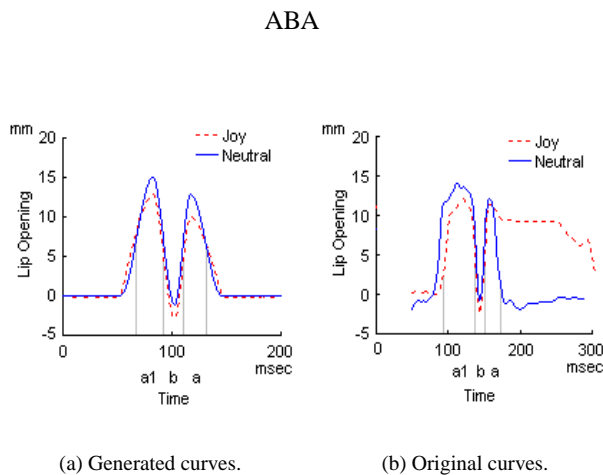 ABA
mm
20
15
10
5
0
-5
Lip Opening
Joy
Neutral
0
100
200
msec
a1 b a
Time
(a) Generated curves.
mm
20
15
10
5
0
-5
Lip Opening
Joy
Neutral
0
100
200
300
msec
a1 b a
Time
(b) Original curves.